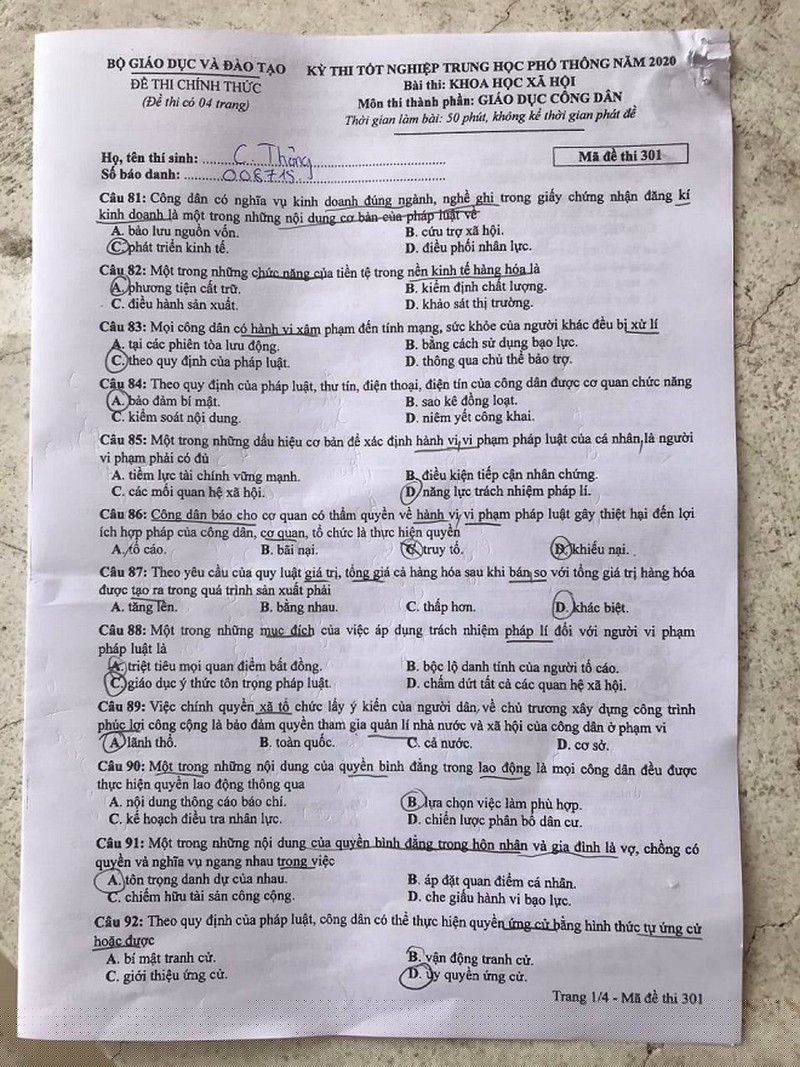 BỘ GIÁO DỤC VÀ ĐÀO TẠO
ĐỀ THI CHÍNH THỨC
(Đề thi có 04 trang)
KỲ THI TỐT NGHIỆP TRUNG HỌC PHỔ THÔNG NĂM 2020
Bài thi: KHOA HỌC XÃ HỘI
Môn thi thành phần: GIÁO DỤC CÔNG DÂN
Thời gian làm bài: 50 phút, không kể thời gian phát đề
Họ, tên thí sinh: C. Thông
Mã đề thi 301
Số báo danh: 008715
Câu 81: Công dân có nghĩa vụ kinh doanh đúng ngành, nghề ghi trong giấy chứng nhận đăng kí
kinh doanh là một trong những nội dung cơ bản của pháp luật về
A. bảo lưu nguồn vốn. B. cứu trợ xã hội.
C. phát triển kinh tế. D. điều phối nhân lực.
Câu 82: Một trong những chức năng của tiền tệ trong nền kinh tế hàng hóa là
A. phương tiện cất trữ. B. kiểm định chất lượng.
C. điều hành sản xuất. D. khảo sát thị trường.
Câu 83: Mọi công dân có hành vi xâm phạm đến tính mạng, sức khỏe của người khác đều bị xử lí
A. tại các phiên tòa lưu động. B. bằng cách sử dụng bạo lực.
C. theo quy định của pháp luật. D. thông qua chủ thể bảo trợ.
Câu 84: Theo quy định của pháp luật, thư tín, điện thoại, điện tín của công dân được cơ quan chức năng
A. bảo đảm bí mật. B. sao kê đồng loạt.
C. kiểm soát nội dung. D. niêm yết công khai.
Câu 85: Một trong những dấu hiệu cơ bản để xác định hành vi vi phạm pháp luật của cá nhân là người
vi phạm phải có đủ
A. tiềm lực tài chính vững mạnh. B. điều kiện tiếp cận nhân chứng.
C. các mối quan hệ xã hội. D. năng lực trách nhiệm pháp lí.
Câu 86: Công dân báo cho cơ quan có thẩm quyền về hành vi vi phạm pháp luật gây thiệt hại đến lợi
ích hợp pháp của công dân, cơ quan, tổ chức là thực hiện quyền
A. tố cáo. B. bãi nại. C. truy tố. D. khiếu nại.
Câu 87: Theo yêu cầu của quy luật giá trị, tổng giá cả hàng hóa sau khi bán so với tổng giá trị hàng hóa
được tạo ra trong quá trình sản xuất phải
A. tăng lên. B. bằng nhau. C. thấp hơn. D. khác biệt.
Câu 88: Một trong những mục đích của việc áp dụng trách nhiệm pháp lí đối với người vi phạm
pháp luật là
A. triệt tiêu mọi quan điểm bất đồng. B. bộc lộ danh tính của người tố cáo.
C. giáo dục ý thức tôn trọng pháp luật. D. chấm dứt tất cả các quan hệ xã hội.
Câu 89: Việc chính quyền xã tổ chức lấy ý kiến của người dân về chủ trương xây dựng công trình
phúc lợi công cộng là bảo đảm quyền tham gia quản lí nhà nước và xã hội của công dân ở phạm vi
A. lãnh thổ. B. toàn quốc. C. cả nước. D. cơ sở.
Câu 90: Một trong những nội dung của quyền bình đẳng trong lao động là mọi công dân đều được
thực hiện quyền lao động thông qua
A. nội dung thông cáo báo chí. B. lựa chọn việc làm phù hợp.
C. kế hoạch điều tra nhân lực. D. chiến lược phân bố dân cư.
Câu 91: Một trong những nội dung của quyền bình đẳng trong hôn nhân và gia đình là vợ, chồng có
quyền và nghĩa vụ ngang nhau trong việc
A. tôn trọng danh dự của nhau. B. áp đặt quan điểm cá nhân.
C. chiếm hữu tài sản công cộng. D. che giấu hành vi bạo lực.
Câu 92: Theo quy định của pháp luật, công dân có thể thực hiện quyền ứng cử bằng hình thức tự ứng cử
hoặc được
A. bí mật tranh cử. B. vận động tranh cử.
C. giới thiệu ứng cử. D. ủy quyền ứng cử.
Trang 1/4 - Mã đề thi 301